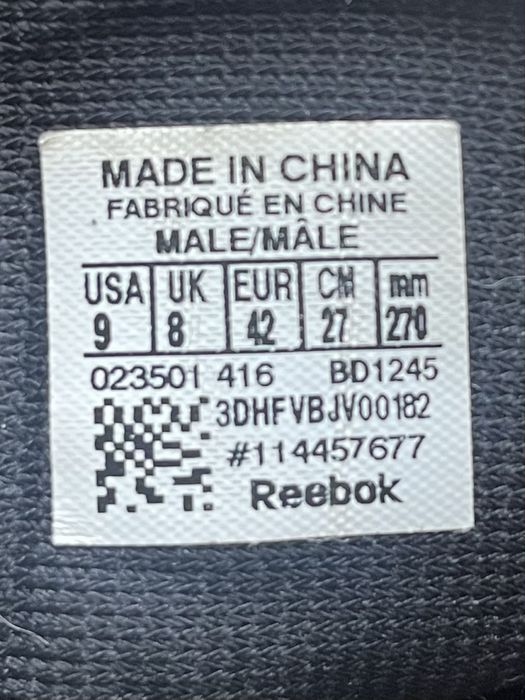 MADE IN CHINA
FABRIQUÉ EN CHINE
MALE/MÂLE
USA UK EUR CM mm
9 8 42 27 270
023501 416 BD1245
3DHFVBJV00182
#114457677
Reebok